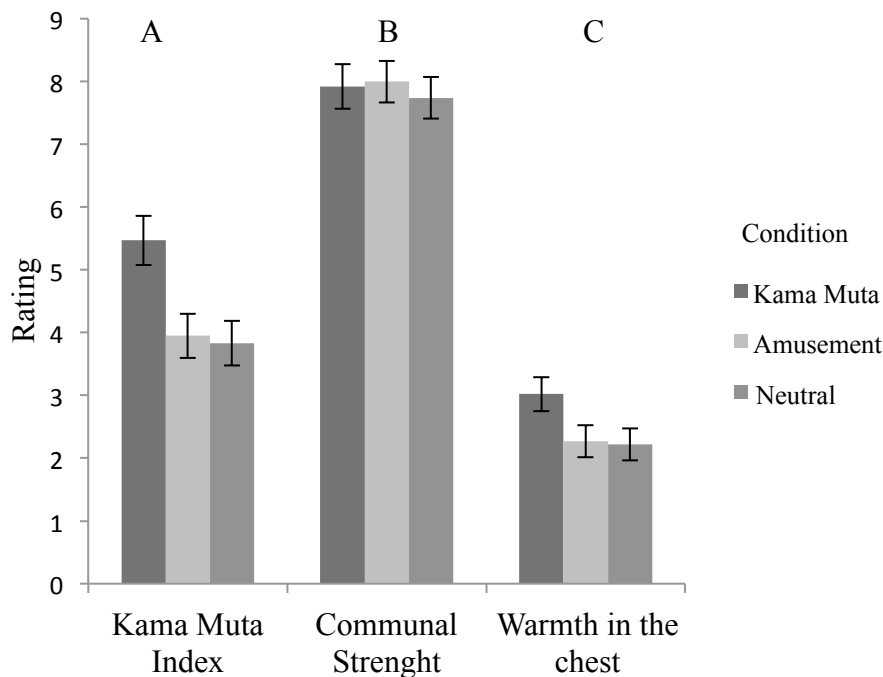 9
8
7
6
5
4
3
2
1
0
Rating
A
B
C
Kama Muta
Index
Communal
Strenght
Warmth in the
chest
Condition
Kama Muta
Amusement
Neutral